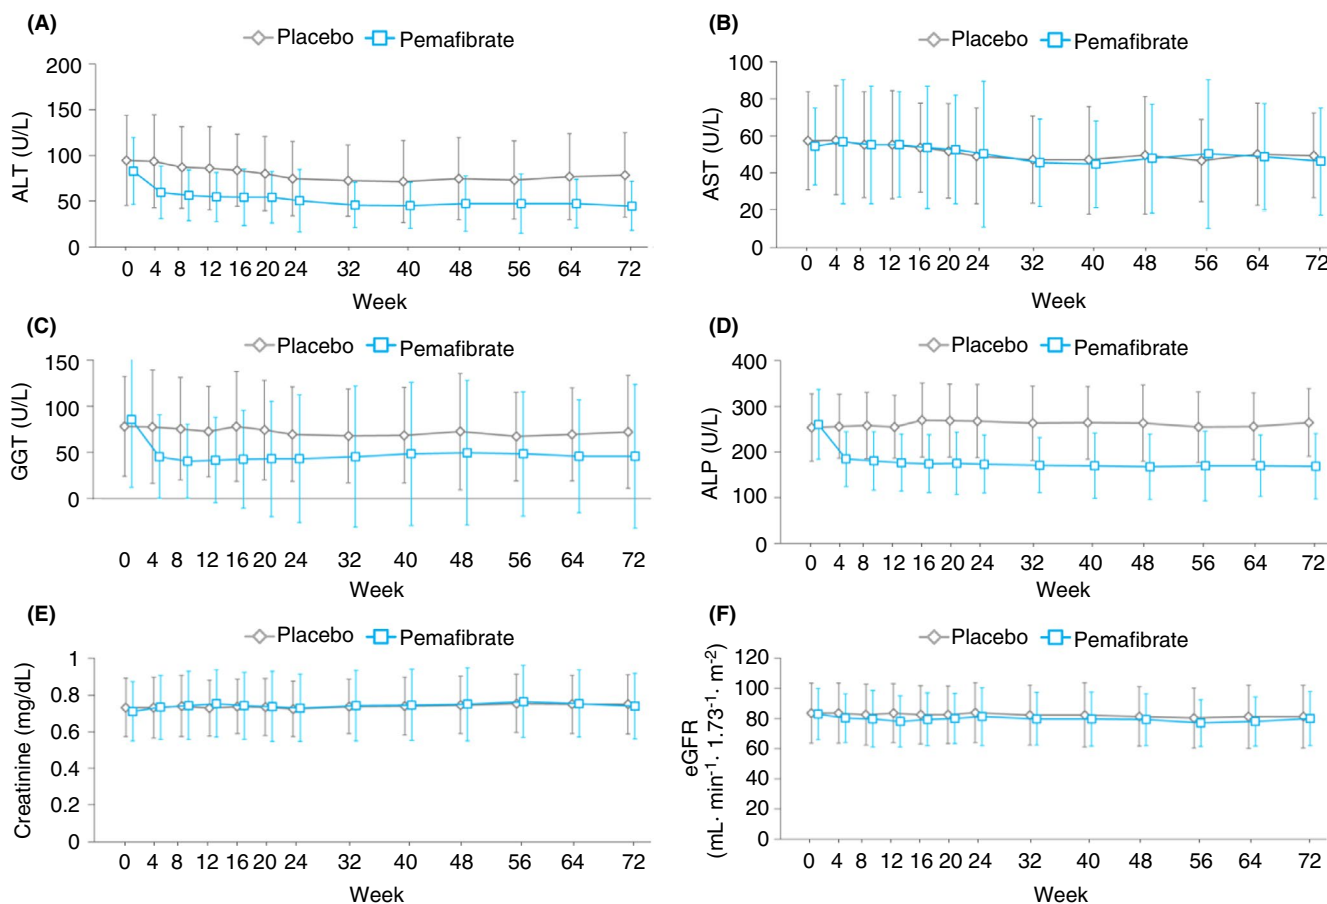 (A)
Placebo Pemafibrate
ALT (U/L)
200
150
100
50
0
0 4 8 12 16 20 24 32 40 48 56 64 72
Week
(B)
Placebo Pemafibrate
AST (U/L)
100
80
60
40
20
0
0 4 8 12 16 20 24 32 40 48 56 64 72
Week
(C)
Placebo Pemafibrate
GGT (U/L)
150
100
50
0
0 4 8 12 16 20 24 32 40 48 56 64 72
Week
(D)
Placebo Pemafibrate
ALP (U/L)
400
300
200
100
0
0 4 8 12 16 20 24 32 40 48 56 64 72
Week
(E)
Placebo Pemafibrate
Creatinine (mg/dL)
1
0.8
0.6
0.4
0.2
0
0 4 8 12 16 20 24 32 40 48 56 64 72
Week
(F)
Placebo Pemafibrate
eGFR
(mL· min⁻¹· 1.73⁻¹· m⁻²)
120
100
80
60
40
20
0
0 4 8 12 16 20 24 32 40 48 56 64 72
Week